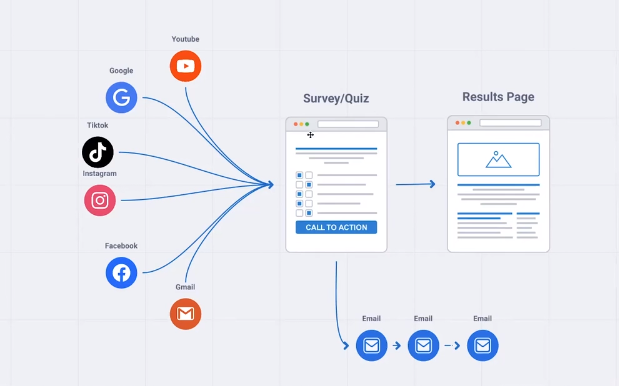 Youtube
Google
Tiktok
Instagram
Facebook
Gmail
Survey/Quiz
CALL TO ACTION
Results Page
Email
Email
Email